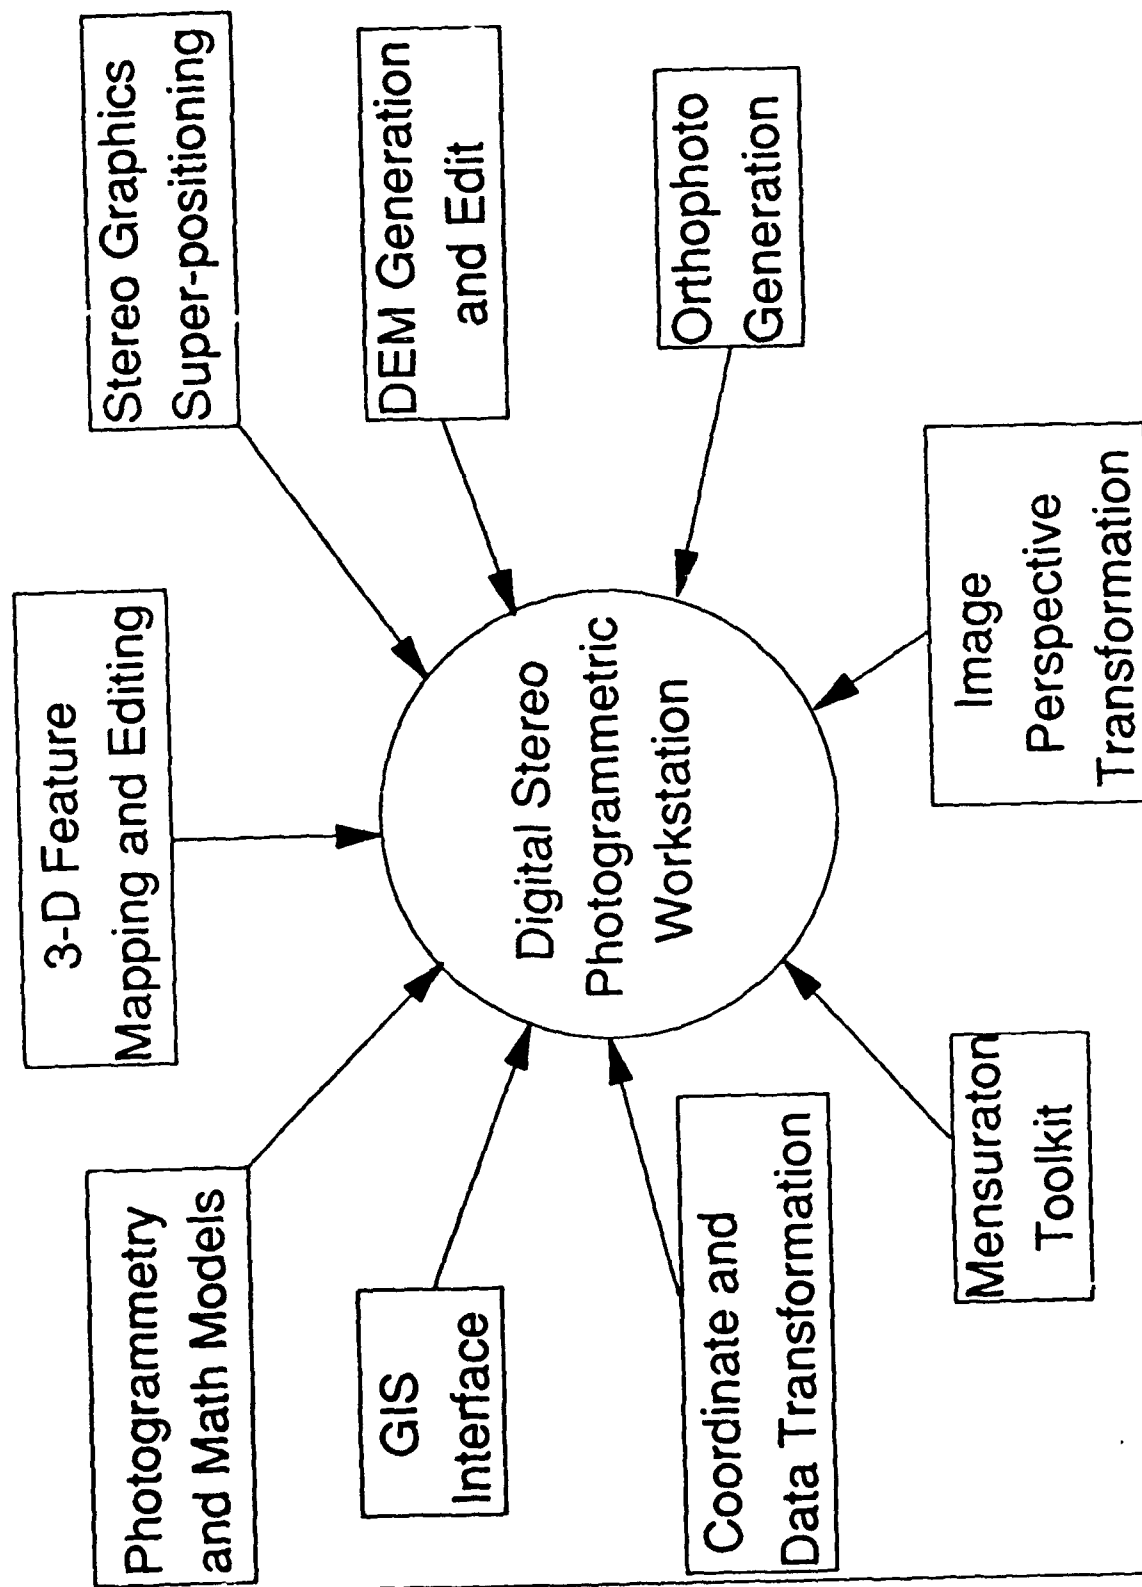 3-D Feature
Mapping and Editing
Stereo Graphics
Super-positioning
Photogrammetry
and Math Models
DEM Generation
and Edit
GIS
Interface
Digital Stereo
Photogrammetric
Workstation
Orthophoto
Generation
Coordinate and
Data Transformation
Image
Perspective
Transformation
Mensuraton
Toolkit